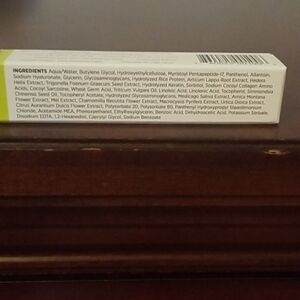 INGREDIENTS Aqua/Water, Butylene Glycol, Hydroxyethylcellulose, Myristoyl Pentapeptide-17, Panthenol, Allantoin,
Sodium Hyaluronate, Glycerin, Glycosaminoglycans, Hydrolyzed Rice Protein, Arctium Lappa Root Extract, Hedera
Helix Extract, Trigonella Foenum-Graecum Seed Extract, Hydrolyzed Keratin, Sorbitol, Sodium Cocoyl Collagen Amino
Acids, Cocoyl Sarcosine, Wheat Germ Acid, Triticum Vulgare Oil, Linoleic Acid, Linolenic Acid, Tocopherol, Simmondsia
Chinensis Seed Oil, Tocopheryl Acetate, Hydrolyzed Glycosaminoglycans, Medicago Sativa Extract, Arnica Montana
Flower Extract, Mel Extract, Chamomilla Recutita Flower Extract, Macrocystis Pyrifera Extract, Urtica Dioica Extract,
Citrus Aurantium Dulcis Flower Extract, Polysorbate 20, Polysorbate 80, Panthenyl Hydroxypropyl Steardimonium
Chloride, Acetamide MEA, Phenoxyethanol, Ethylhexylglycerin, Benzoic Acid, Dehydroacetic Acid, Potassium Sorbate,
Disodium EDTA, 1,2-Hexanediol, Caprylyl Glycol, Sodium Benzoate